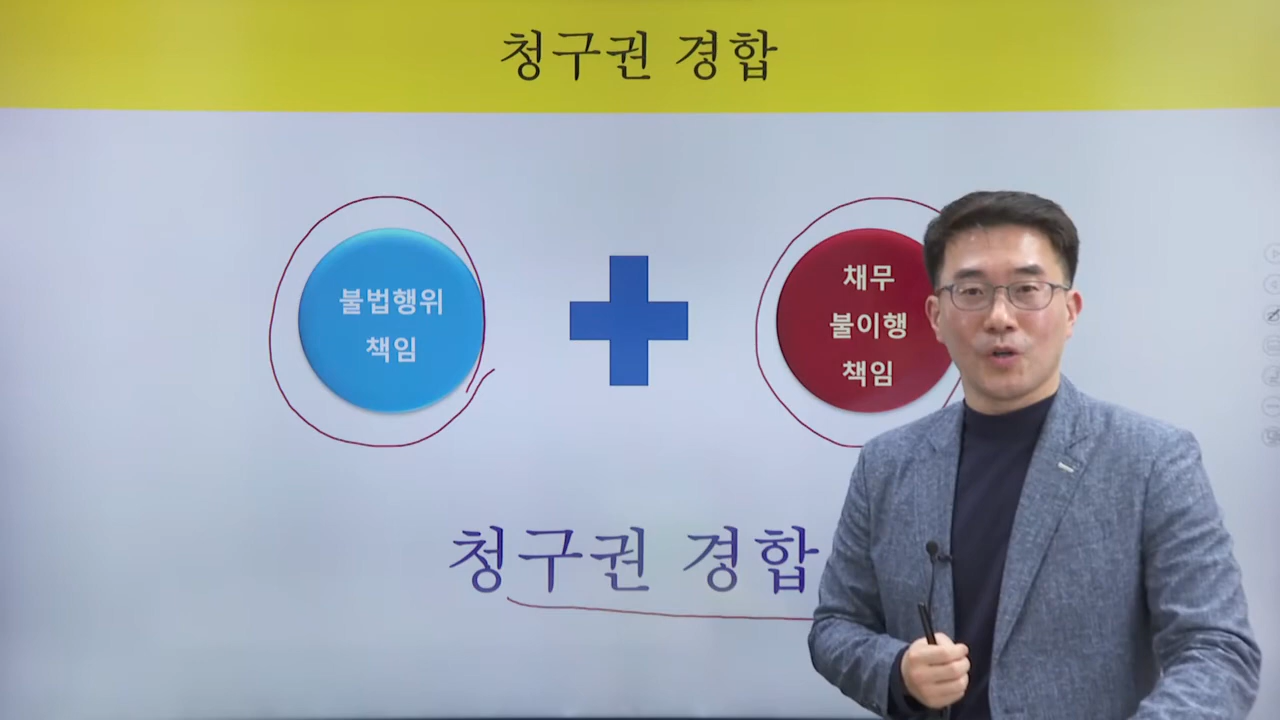 청구권 경합
불법행위
책임
채무
불이행
책임
청구권 경합